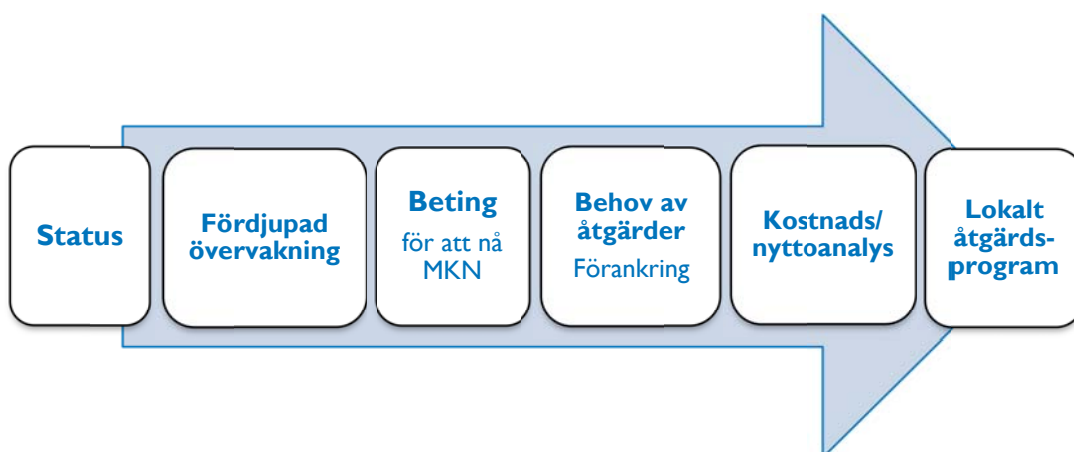 Status
Fördjupad
övervakning
Beting
för att nå
MKN
Behov av
åtgärder
Förankring
Kostnads/
nyttoanalys
Lokalt
åtgärds-
program